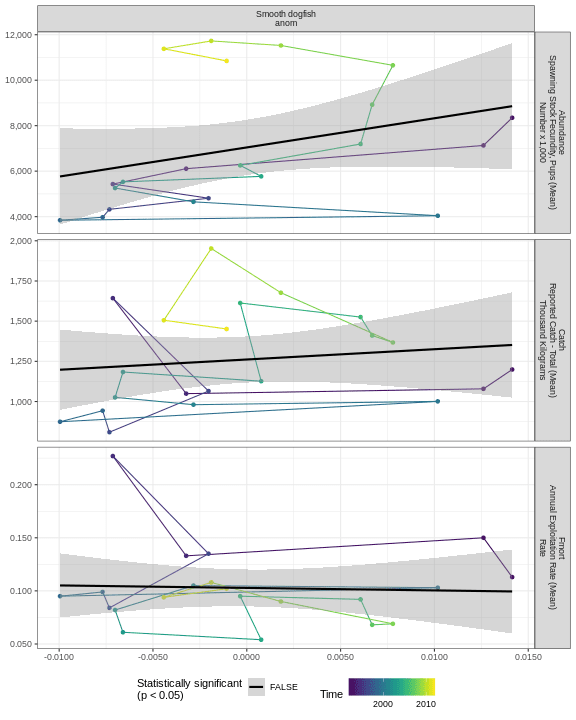 Smooth dogfish
anom
12,000
10,000
8,000
6,000
4,000
Abundance
Spawning Stock Fecundity, Pups (Mean)
Number x 1,000
2,000
1,750
1,500
1,250
1,000
Catch
Reported Catch - Total (Mean)
Thousand Kilograms
0.200
0.150
0.100
0.050
Fmort
Annual Exploitation Rate (Mean)
Rate
-0.0100
-0.0050
0.0000
0.0050
0.0100
0.0150
Statistically significant
(p < 0.05)
FALSE
Time
2000
2010